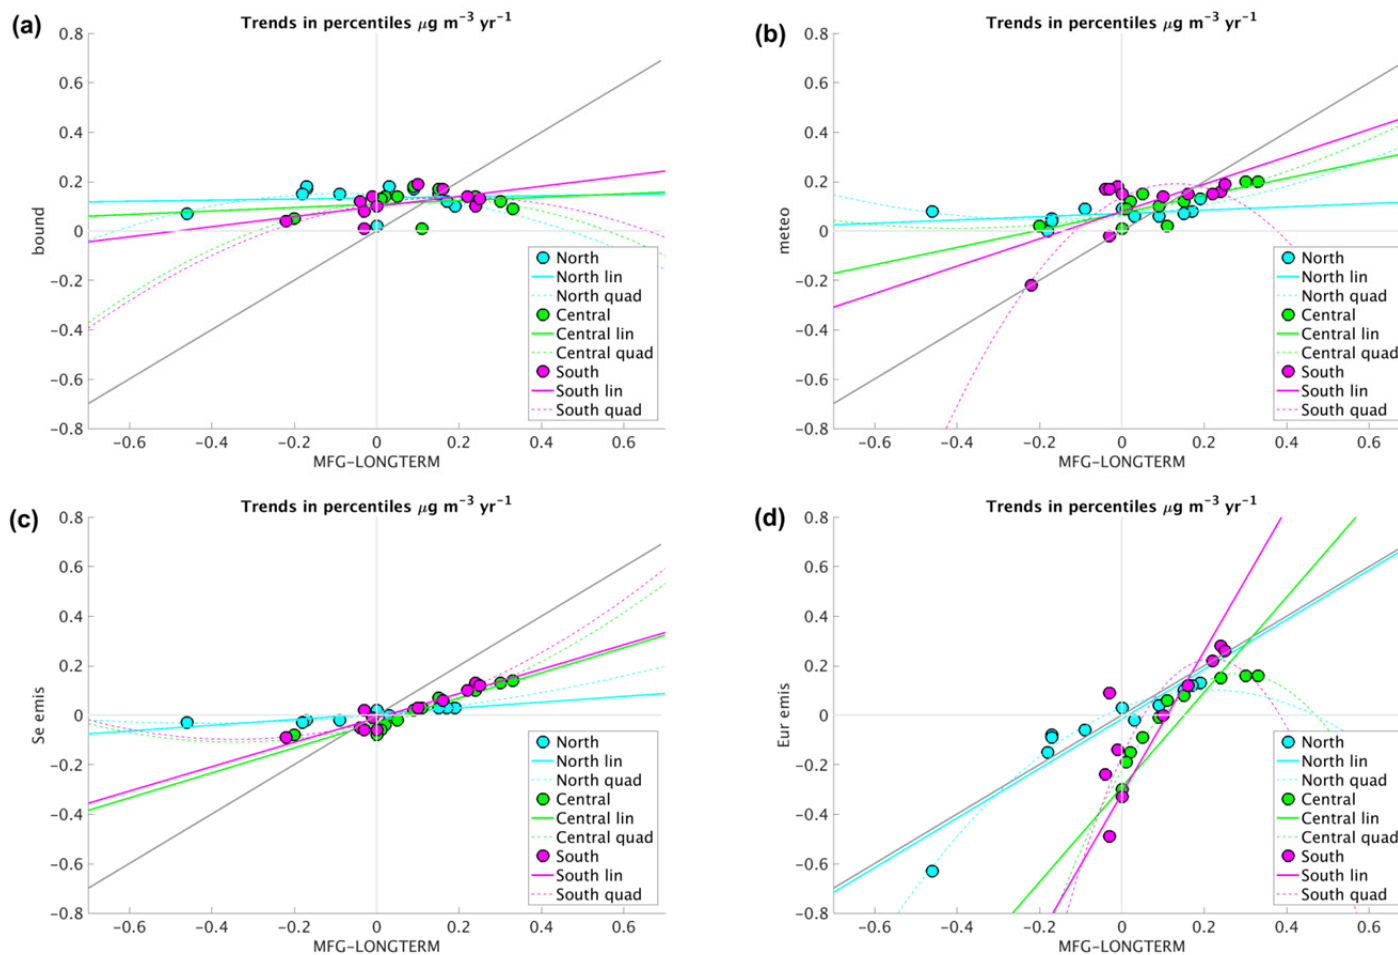 (a)
Trends in percentiles μg m⁻³ yr⁻¹
0.8
0.6
0.4
0.2
0
−0.2
−0.4
−0.6
−0.8
bound
−0.6 −0.4 −0.2 0 0.2 0.4 0.6
MFG-LONGTERM
North
North lin
North quad
Central
Central lin
Central quad
South
South lin
South quad
(b)
Trends in percentiles μg m⁻³ yr⁻¹
0.8
0.6
0.4
0.2
0
−0.2
−0.4
−0.6
−0.8
meteo
−0.6 −0.4 −0.2 0 0.2 0.4 0.6
MFG-LONGTERM
North
North lin
North quad
Central
Central lin
Central quad
South
South lin
South quad
(c)
Trends in percentiles μg m⁻³ yr⁻¹
0.8
0.6
0.4
0.2
0
−0.2
−0.4
−0.6
−0.8
Se emis
−0.6 −0.4 −0.2 0 0.2 0.4 0.6
MFG-LONGTERM
North
North lin
North quad
Central
Central lin
Central quad
South
South lin
South quad
(d)
Trends in percentiles μg m⁻³ yr⁻¹
0.8
0.6
0.4
0.2
0
−0.2
−0.4
−0.6
−0.8
Eur emis
−0.6 −0.4 −0.2 0 0.2 0.4 0.6
MFG-LONGTERM
North
North lin
North quad
Central
Central lin
Central quad
South
South lin
South quad